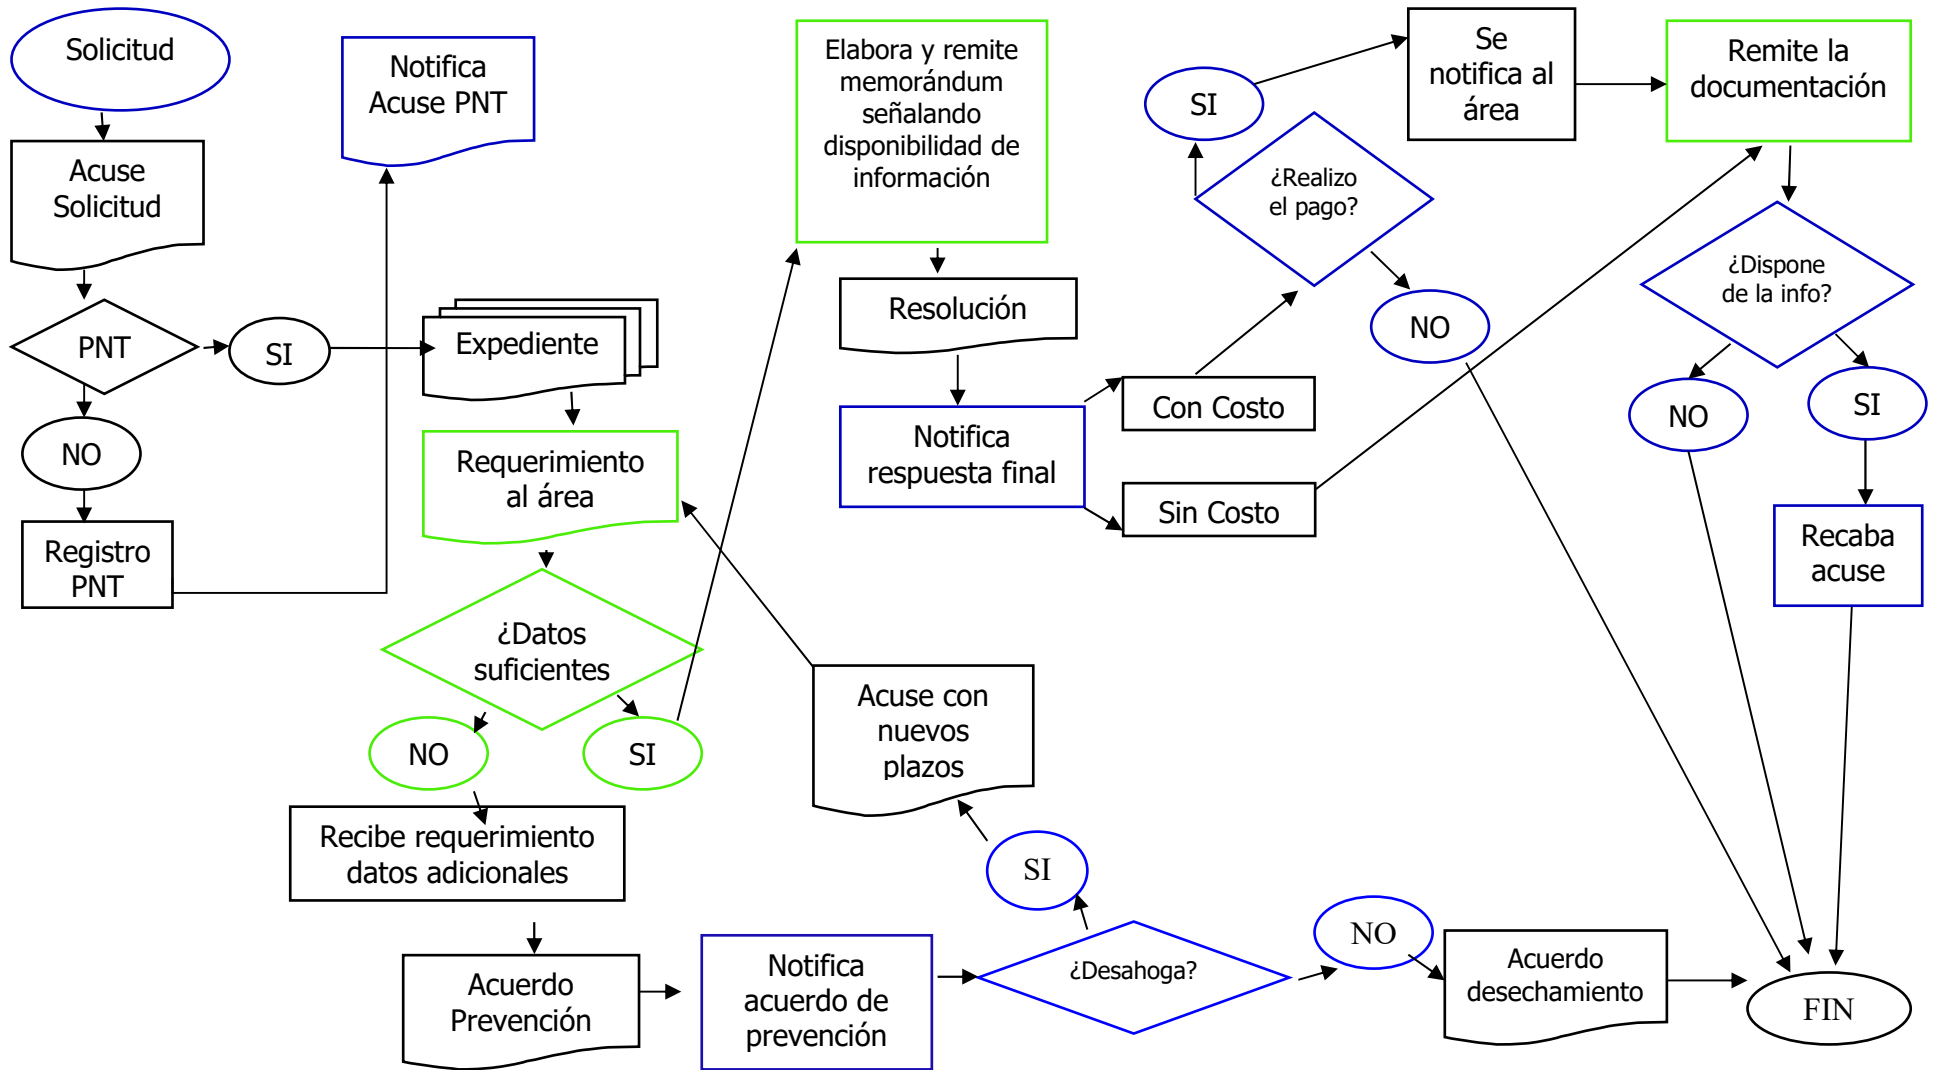 Solicitud
Acuse
Solicitud
PNT
SI
NO
Registro
PNT
Notifica
Acuse PNT
Expediente
Requerimiento
al área
¿Datos
suficientes
NO
SI
Recibe requerimiento
datos adicionales
Acuerdo
Prevención
Notifica
acuerdo de
prevención
¿Desahoga?
SI
Acuse con
nuevos
plazos
NO
Acuerdo
desechamiento
FIN
Elabora y remite
memorándum
señalando
disponibilidad de
información
Resolución
Notifica
respuesta final
Con Costo
Sin Costo
¿Realizo
el pago?
SI
NO
Se
notifica al
área
Remite la
documentación
¿Dispone
de la info?
NO
SI
Recaba
acuse